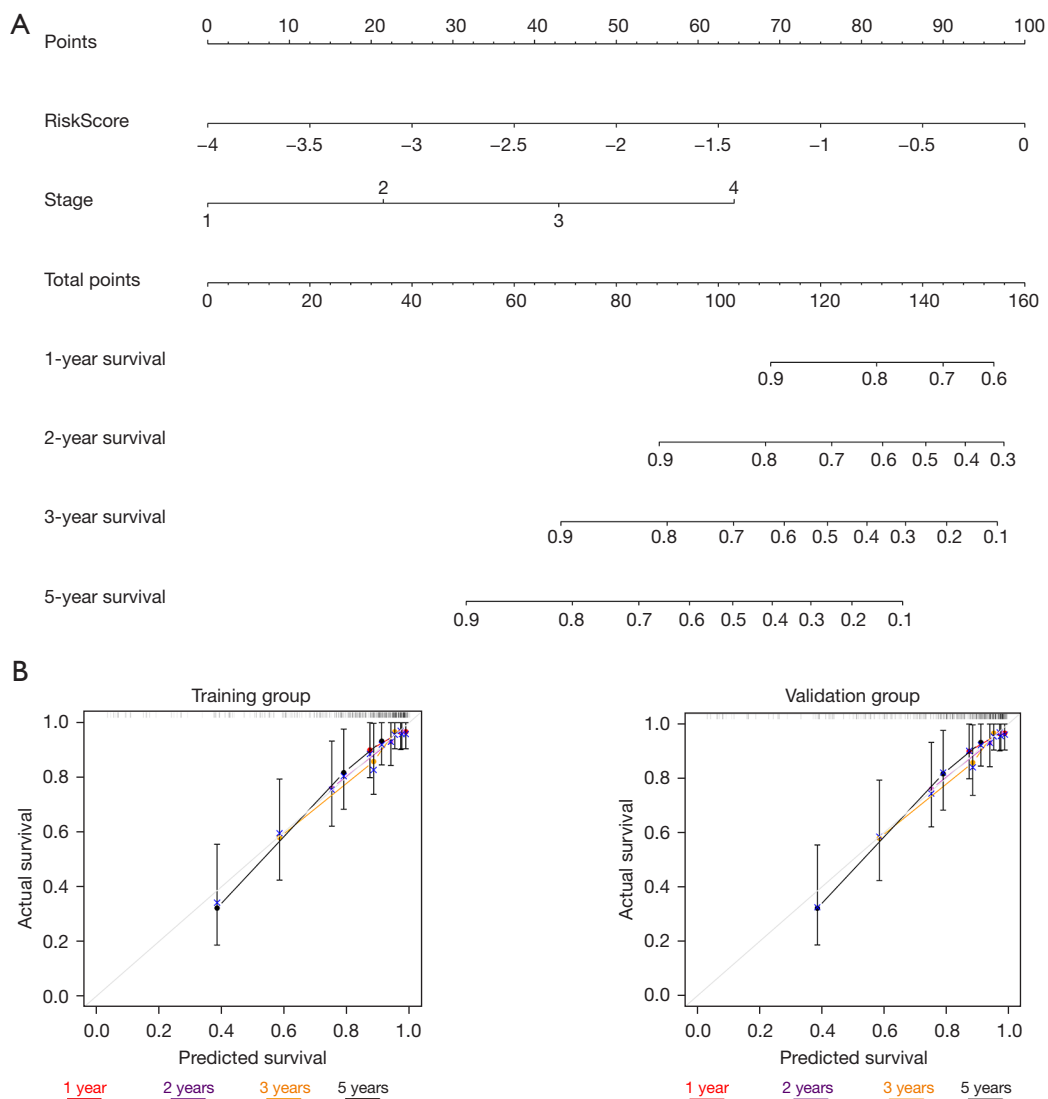 A
Points
0 10 20 30 40 50 60 70 80 90 100
RiskScore
−4 −3.5 −3 −2.5 −2 −1.5 −1 −0.5 0
Stage
2 4
1 3
Total points
0 20 40 60 80 100 120 140 160
1-year survival
0.9 0.8 0.7 0.6
2-year survival
0.9 0.8 0.7 0.6 0.5 0.4 0.3
3-year survival
0.9 0.8 0.7 0.6 0.5 0.4 0.3 0.2 0.1
5-year survival
0.9 0.8 0.7 0.6 0.5 0.4 0.3 0.2 0.1
B
Training group
Actual survival
1.0
0.8
0.6
0.4
0.2
0.0
0.0 0.2 0.4 0.6 0.8 1.0
Predicted survival
1 year 2 years 3 years 5 years
Validation group
Actual survival
1.0
0.8
0.6
0.4
0.2
0.0
0.0 0.2 0.4 0.6 0.8 1.0
Predicted survival
1 year 2 years 3 years 5 years